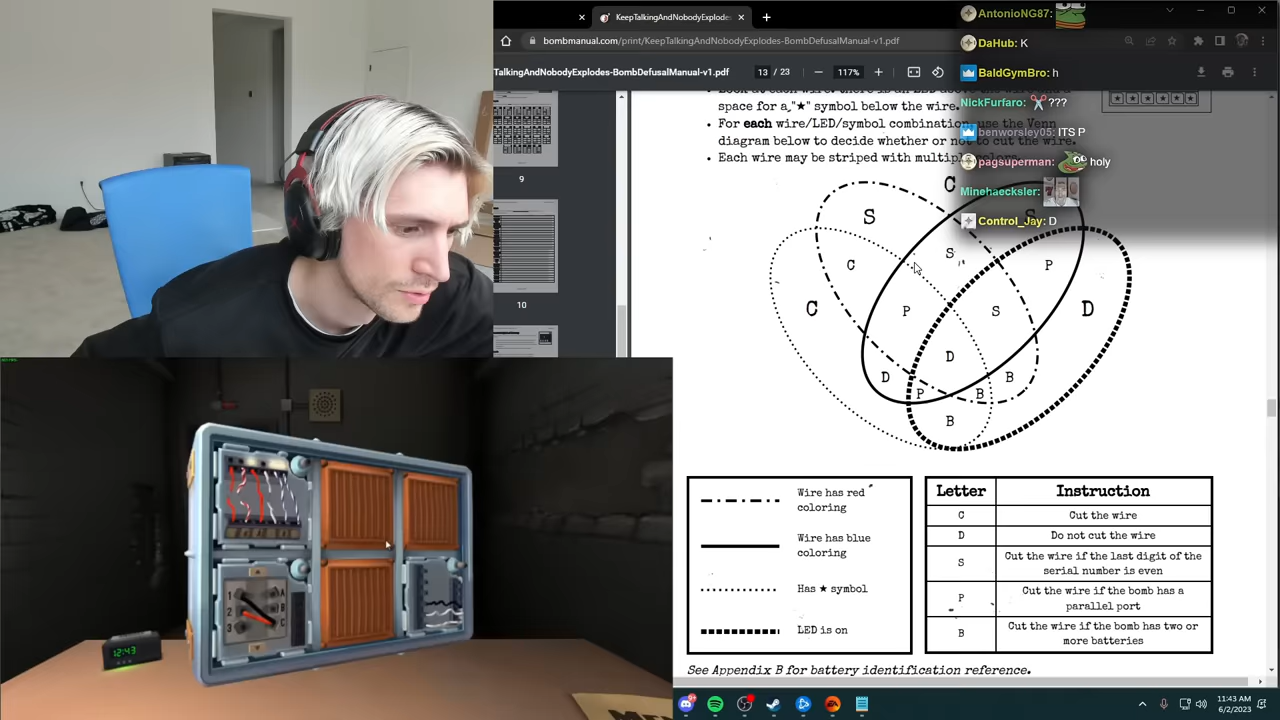 KeepTalkingAndNobodyExplodes
bombmanual.com/print/KeepTalkingAndNobodyExplodes-BombDefusalManual-v1.pdf
TalkingAndNobodyExplodes-BombDefusalManual-v1.pdf
13 / 23
117%
AntonioNG87:
DaHub: K
BaldGymBro: h
NickFurfaro: ???
benworsley05: ITS P
pagsuperman: holy
Minehaecksler:
Control_Jay: D
space for a "★" symbol below the wire.
• For each wire/LED/symbol combination, use the Venn
diagram below to decide whether or not to cut the wire.
• Each wire may be striped with multiple colors.
9
10
C
S
S
S
C
P
C
P
S
D
D
D
B
P
B
B
Wire has red
coloring
Wire has blue
coloring
Has ★ symbol
LED is on
Letter Instruction
C Cut the wire
D Do not cut the wire
S Cut the wire if the last digit of the
serial number is even
P Cut the wire if the bomb has a
parallel port
B Cut the wire if the bomb has two or
more batteries
See Appendix B for battery identification reference.
12:43
1
2
3
A
B
C
11:43 AM
6/2/2023